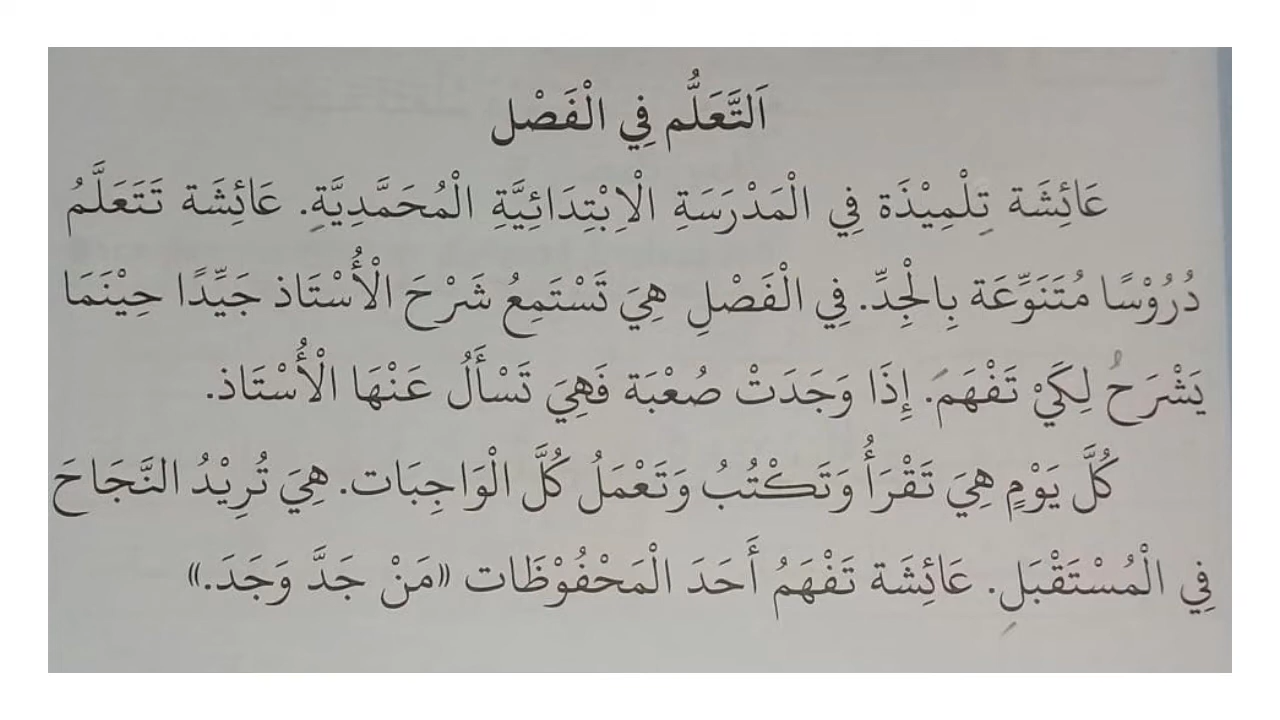 اَلتَّعَلُّم فِي الْفَصْل
عَائِشَة تِلْمِيْذَة فِي الْمَدْرَسَةِ الْاِبْتِدَائِيَّةِ الْمُحَمَّدِيَّةِ. عَائِشَة تَتَعَلَّمُ
دُرُوْسًا مُتَنَوِّعَة بِالْجِدِّ. فِي الْفَصْلِ هِيَ تَسْتَمِعُ شَرْحَ الْأُسْتَاذ جَيِّدًا حِيْنَمَا
يَشْرَحُ لِكَيْ تَفْهَمَ. إِذَا وَجَدَتْ صُعْبَة فَهِيَ تَسْأَلُ عَنْهَا الْأُسْتَاذ.
كُلَّ يَوْمٍ هِيَ تَقْرَأُ وَتَكْتُبُ وَتَعْمَلُ كُلَّ الْوَاجِبَات. هِيَ تُرِيْدُ النَّجَاحَ
فِي الْمُسْتَقْبَلِ. عَائِشَة تَفْهَمُ أَحَدَ الْمَحْفُوْظَات «مَنْ جَدَّ وَجَدَ.»